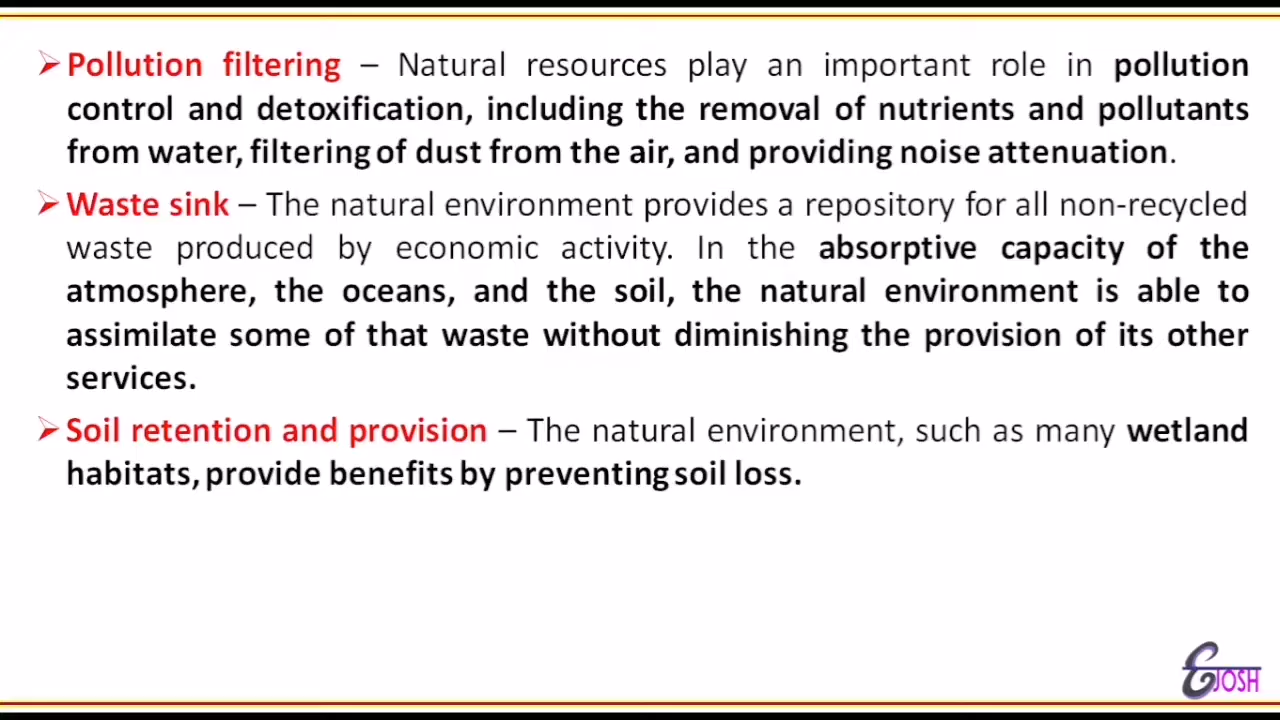 ➢ Pollution filtering – Natural resources play an important role in pollution
control and detoxification, including the removal of nutrients and pollutants
from water, filtering of dust from the air, and providing noise attenuation.
➢ Waste sink – The natural environment provides a repository for all non-recycled
waste produced by economic activity. In the absorptive capacity of the
atmosphere, the oceans, and the soil, the natural environment is able to
assimilate some of that waste without diminishing the provision of its other
services.
➢ Soil retention and provision – The natural environment, such as many wetland
habitats, provide benefits by preventing soil loss.
JOSH